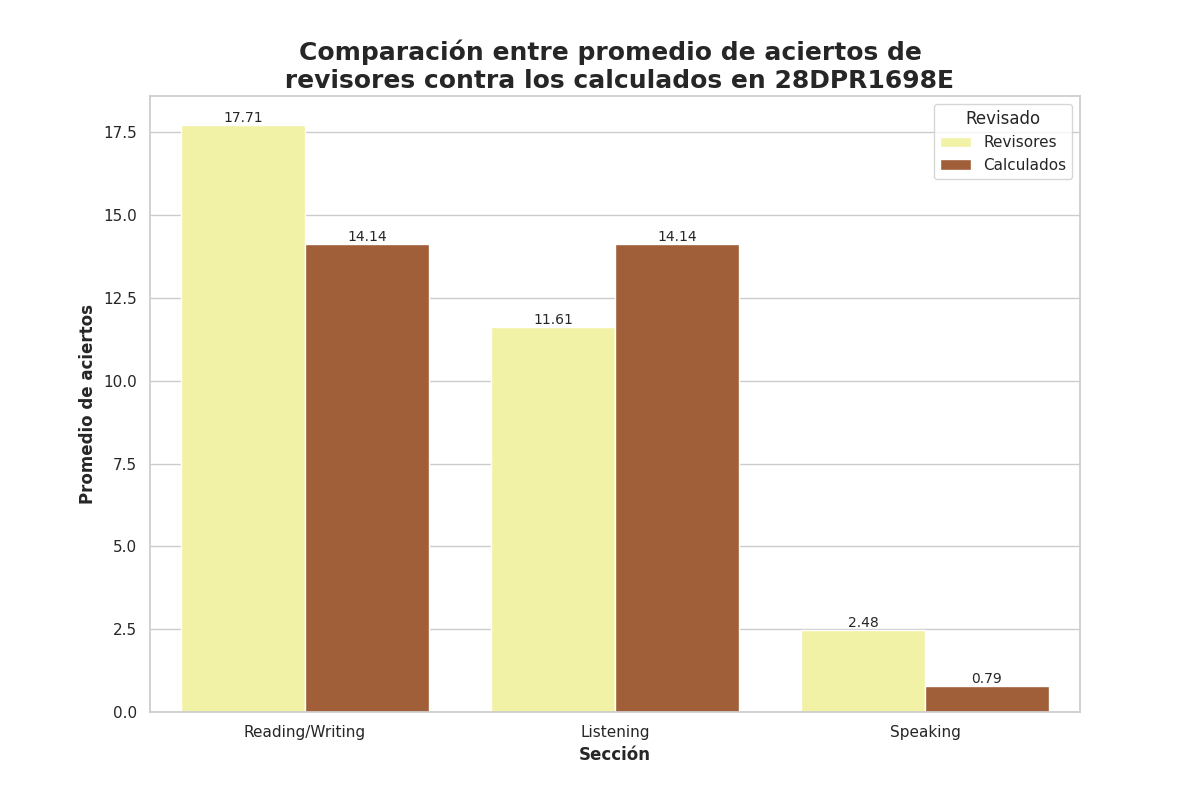 Comparación entre promedio de aciertos de
revisores contra los calculados en 28DPR1698E
Revisado
Revisores
Calculados
17.71
14.14
11.61
14.14
2.48
0.79
Promedio de aciertos
17.5
15.0
12.5
10.0
7.5
5.0
2.5
0.0
Reading/Writing
Listening
Speaking
Sección